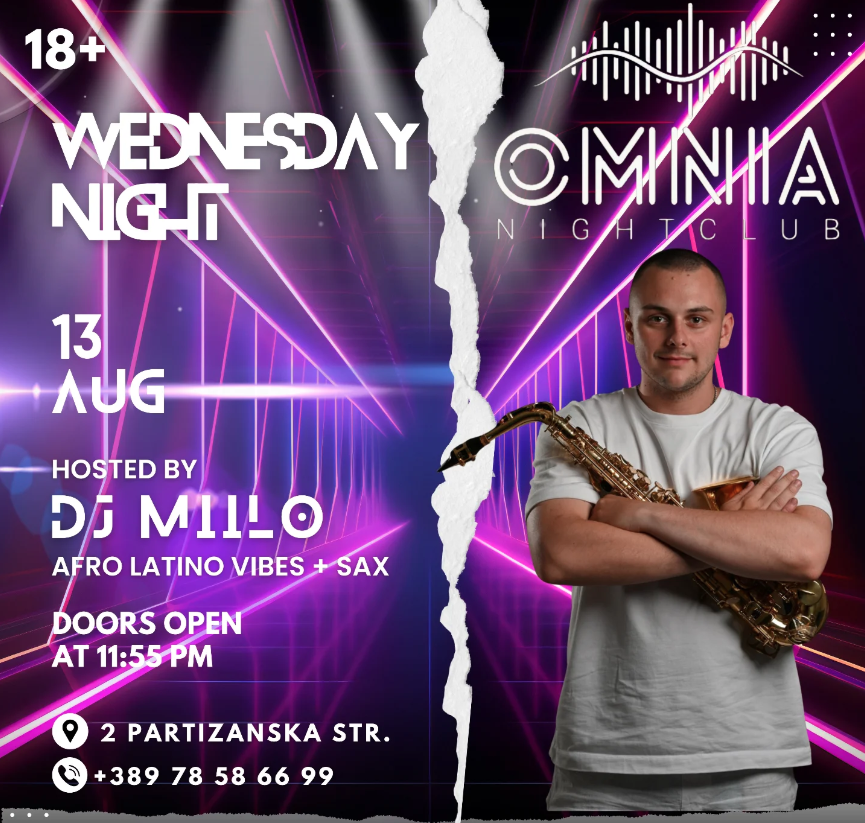 18+
WEDNESDAY
NIGHT
13
AUG
HOSTED BY
DJ MIILO
AFRO LATINO VIBES + SAX
DOORS OPEN
AT 11:55 PM
2 PARTIZANSKA STR.
+389 78 58 66 99
OMNIA
NIGHTCLUB